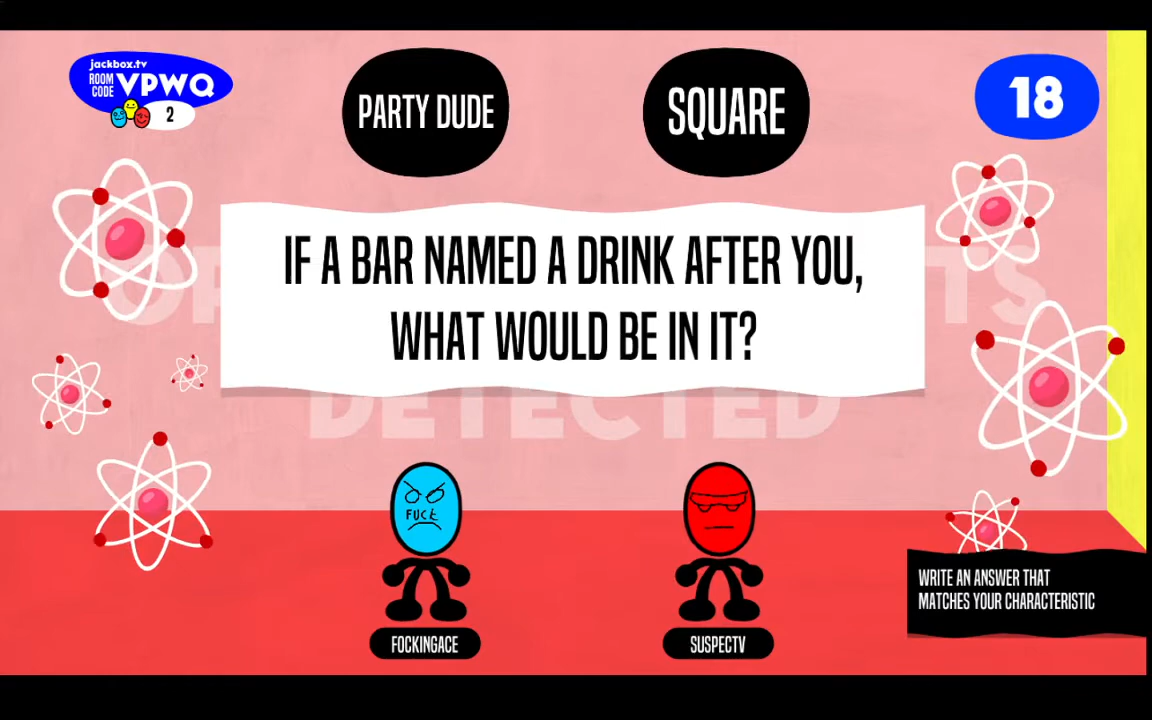 jackbox.tv
ROOM CODE VPWQ
2
PARTY DUDE
SQUARE
18
IF A BAR NAMED A DRINK AFTER YOU,
WHAT WOULD BE IN IT?
DETECTED
FUCK
FOCKINGACE
SUSPECTV
WRITE AN ANSWER THAT
MATCHES YOUR CHARACTERISTIC